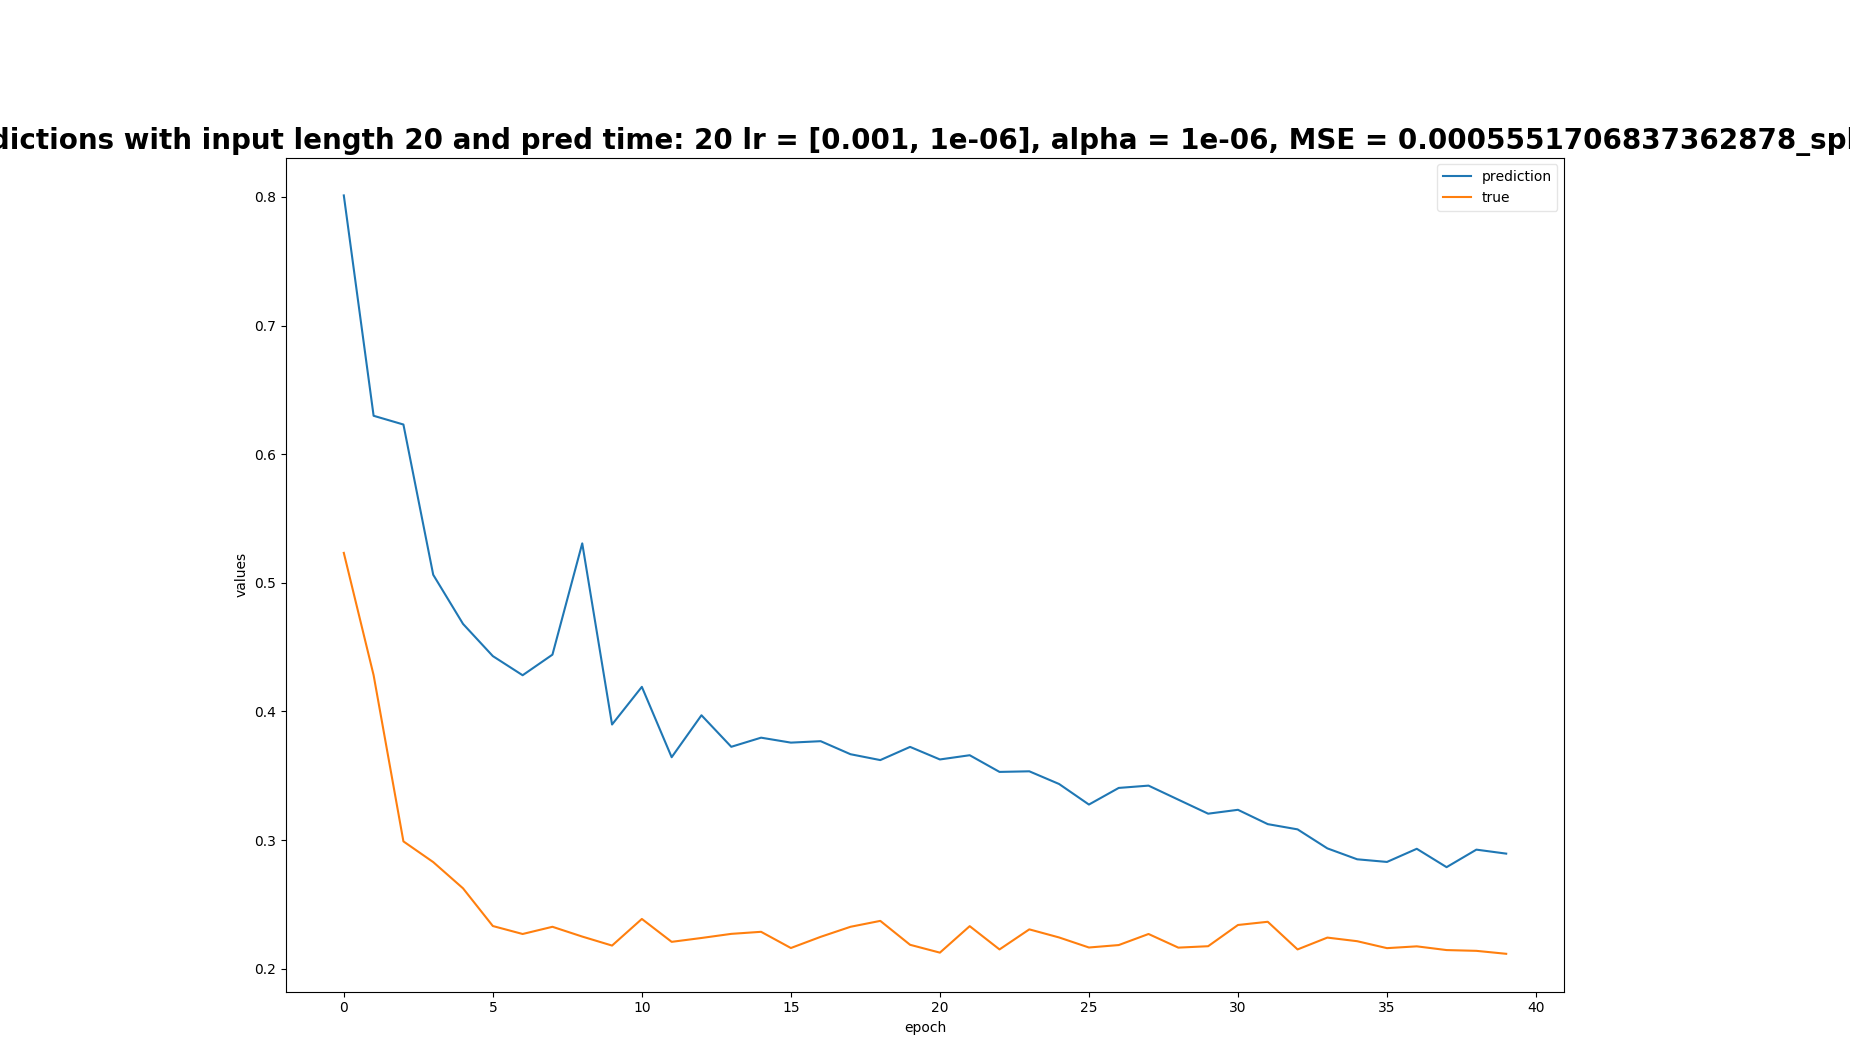 dictions with input length 20 and pred time: 20 lr = [0.001, 1e-06], alpha = 1e-06, MSE = 0.0005551706837362878_spl
prediction
true
0.8
0.7
0.6
0.5
0.4
0.3
0.2
values
0 5 10 15 20 25 30 35 40
epoch